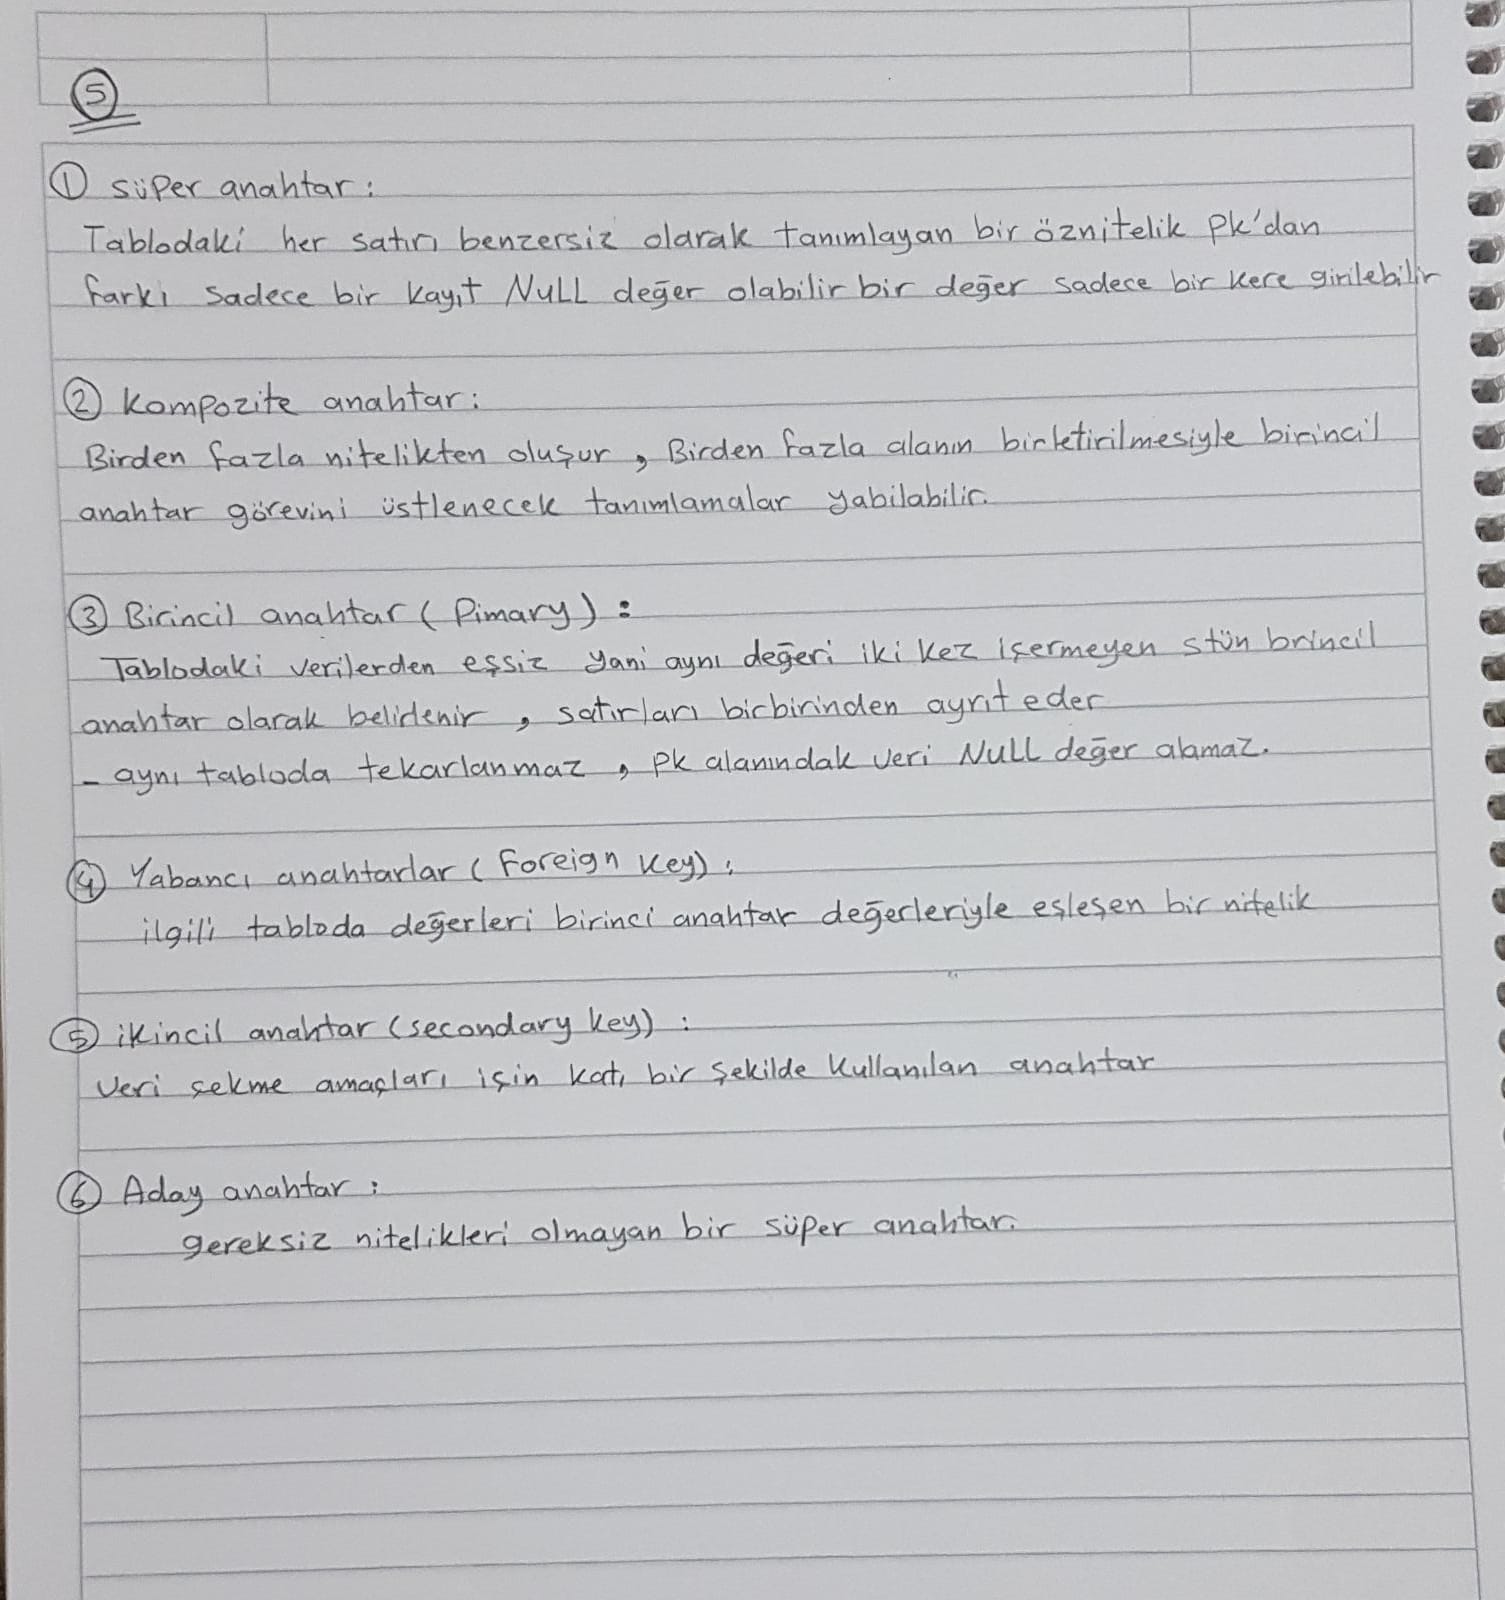 5
① süper anahtar :
Tablodaki her satırı benzersiz olarak tanımlayan bir öznitelik Pk'dan
farkı sadece bir kayıt NULL değer olabilir bir değer sadece bir kere girilebilir
② Kompozite anahtar :
Birden fazla nitelikten oluşur , Birden fazla alanın birletirilmesiyle birincil
anahtar görevini üstlenecek tanımlamalar yabilabilir.
③ Birincil anahtar ( Pimary ) :
Tablodaki verilerden eşsiz yani aynı değeri iki kez içermeyen stün brincil
anahtar olarak belirlenir , satırları birbirinden ayrıt eder
- aynı tabloda tekarlanmaz , Pk alanındak veri NULL değer alamaz.
④ Yabancı anahtarlar ( Foreign Key) :
ilgili tabloda değerleri birinci anahtar değerleriyle eşleşen bir nitelik
⑤ ikincil anahtar (secondary key) :
Veri çekme amaçları için katı bir şekilde kullanılan anahtar
⑥ Aday anahtar :
gereksiz nitelikleri olmayan bir süper anahtar.